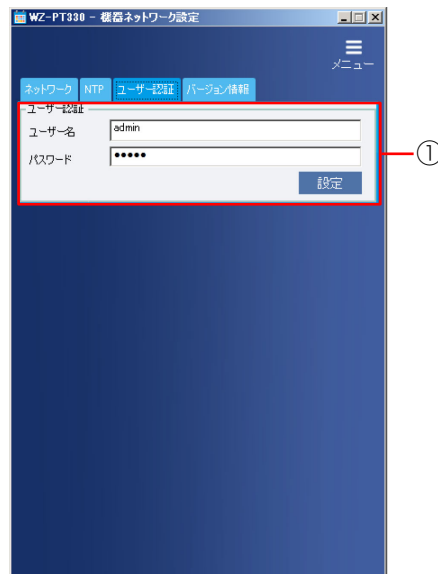 WZ-PT330 - 機器ネットワーク設定
メニュー
ネットワーク NTP ユーザー認証 バージョン情報
ユーザー認証
ユーザー名 admin
パスワード •••••
①
設定